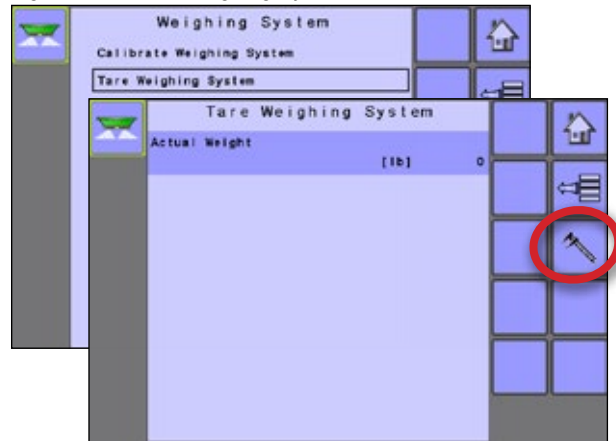 Weighing System
Calibrate Weighing System
Tare Weighing System
Tare Weighing System
Actual Weight
[lb] 0